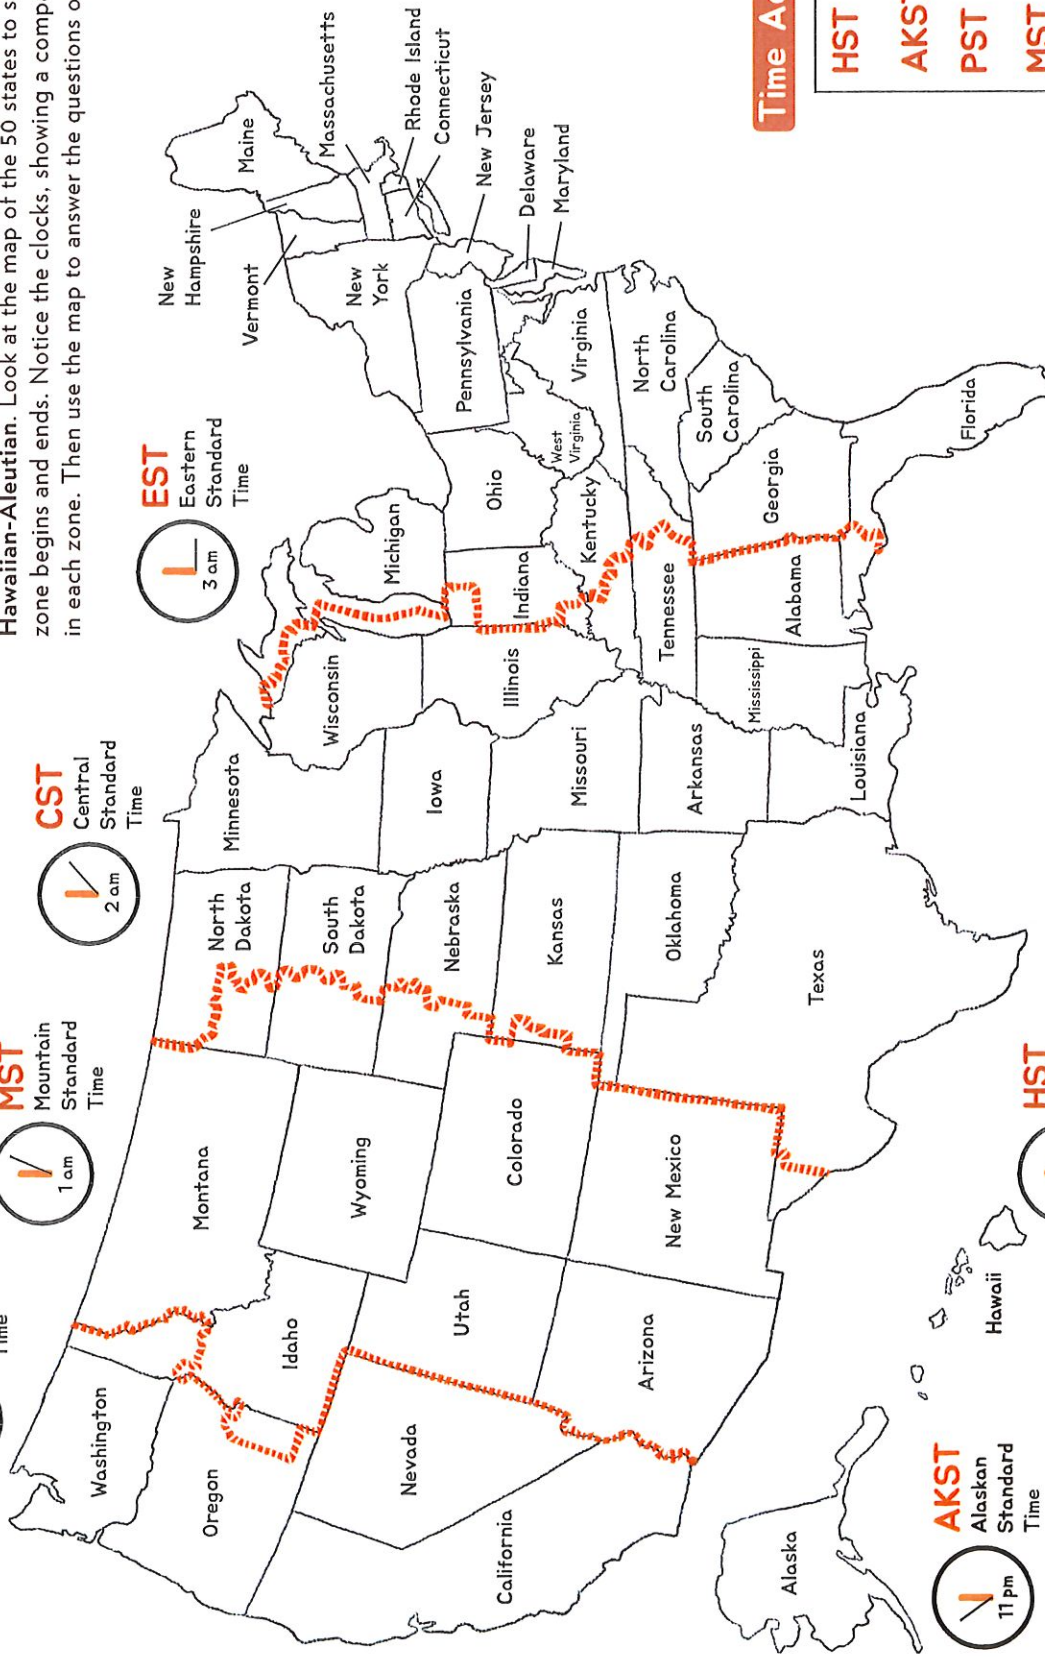 Hawaiian-Aleutian. Look at the map of the 50 states to
zone begins and ends. Notice the clocks, showing a
in each zone. Then use the map to answer the questions
Time
MST
Mountain
Standard
Time
1 am
CST
Central
Standard
Time
2 am
EST
Eastern
Standard
Time
3 am
Washington
Oregon
California
Nevada
Idaho
Utah
Arizona
Montana
Wyoming
Colorado
New Mexico
North
Dakota
South
Dakota
Nebraska
Kansas
Oklahoma
Texas
Minnesota
Iowa
Missouri
Arkansas
Louisiana
Wisconsin
Illinois
Mississippi
Michigan
Indiana
Kentucky
Tennessee
Alabama
Ohio
West
Virginia
Georgia
Florida
Pennsylvania
Virginia
North
Carolina
South
Carolina
New
York
Vermont
New
Hampshire
Maine
Massachusetts
Rhode Island
Connecticut
New Jersey
Delaware
Maryland
Alaska
AKST
Alaskan
Standard
Time
11 pm
Hawaii
HST
Time
HST
AKST
PST
MST